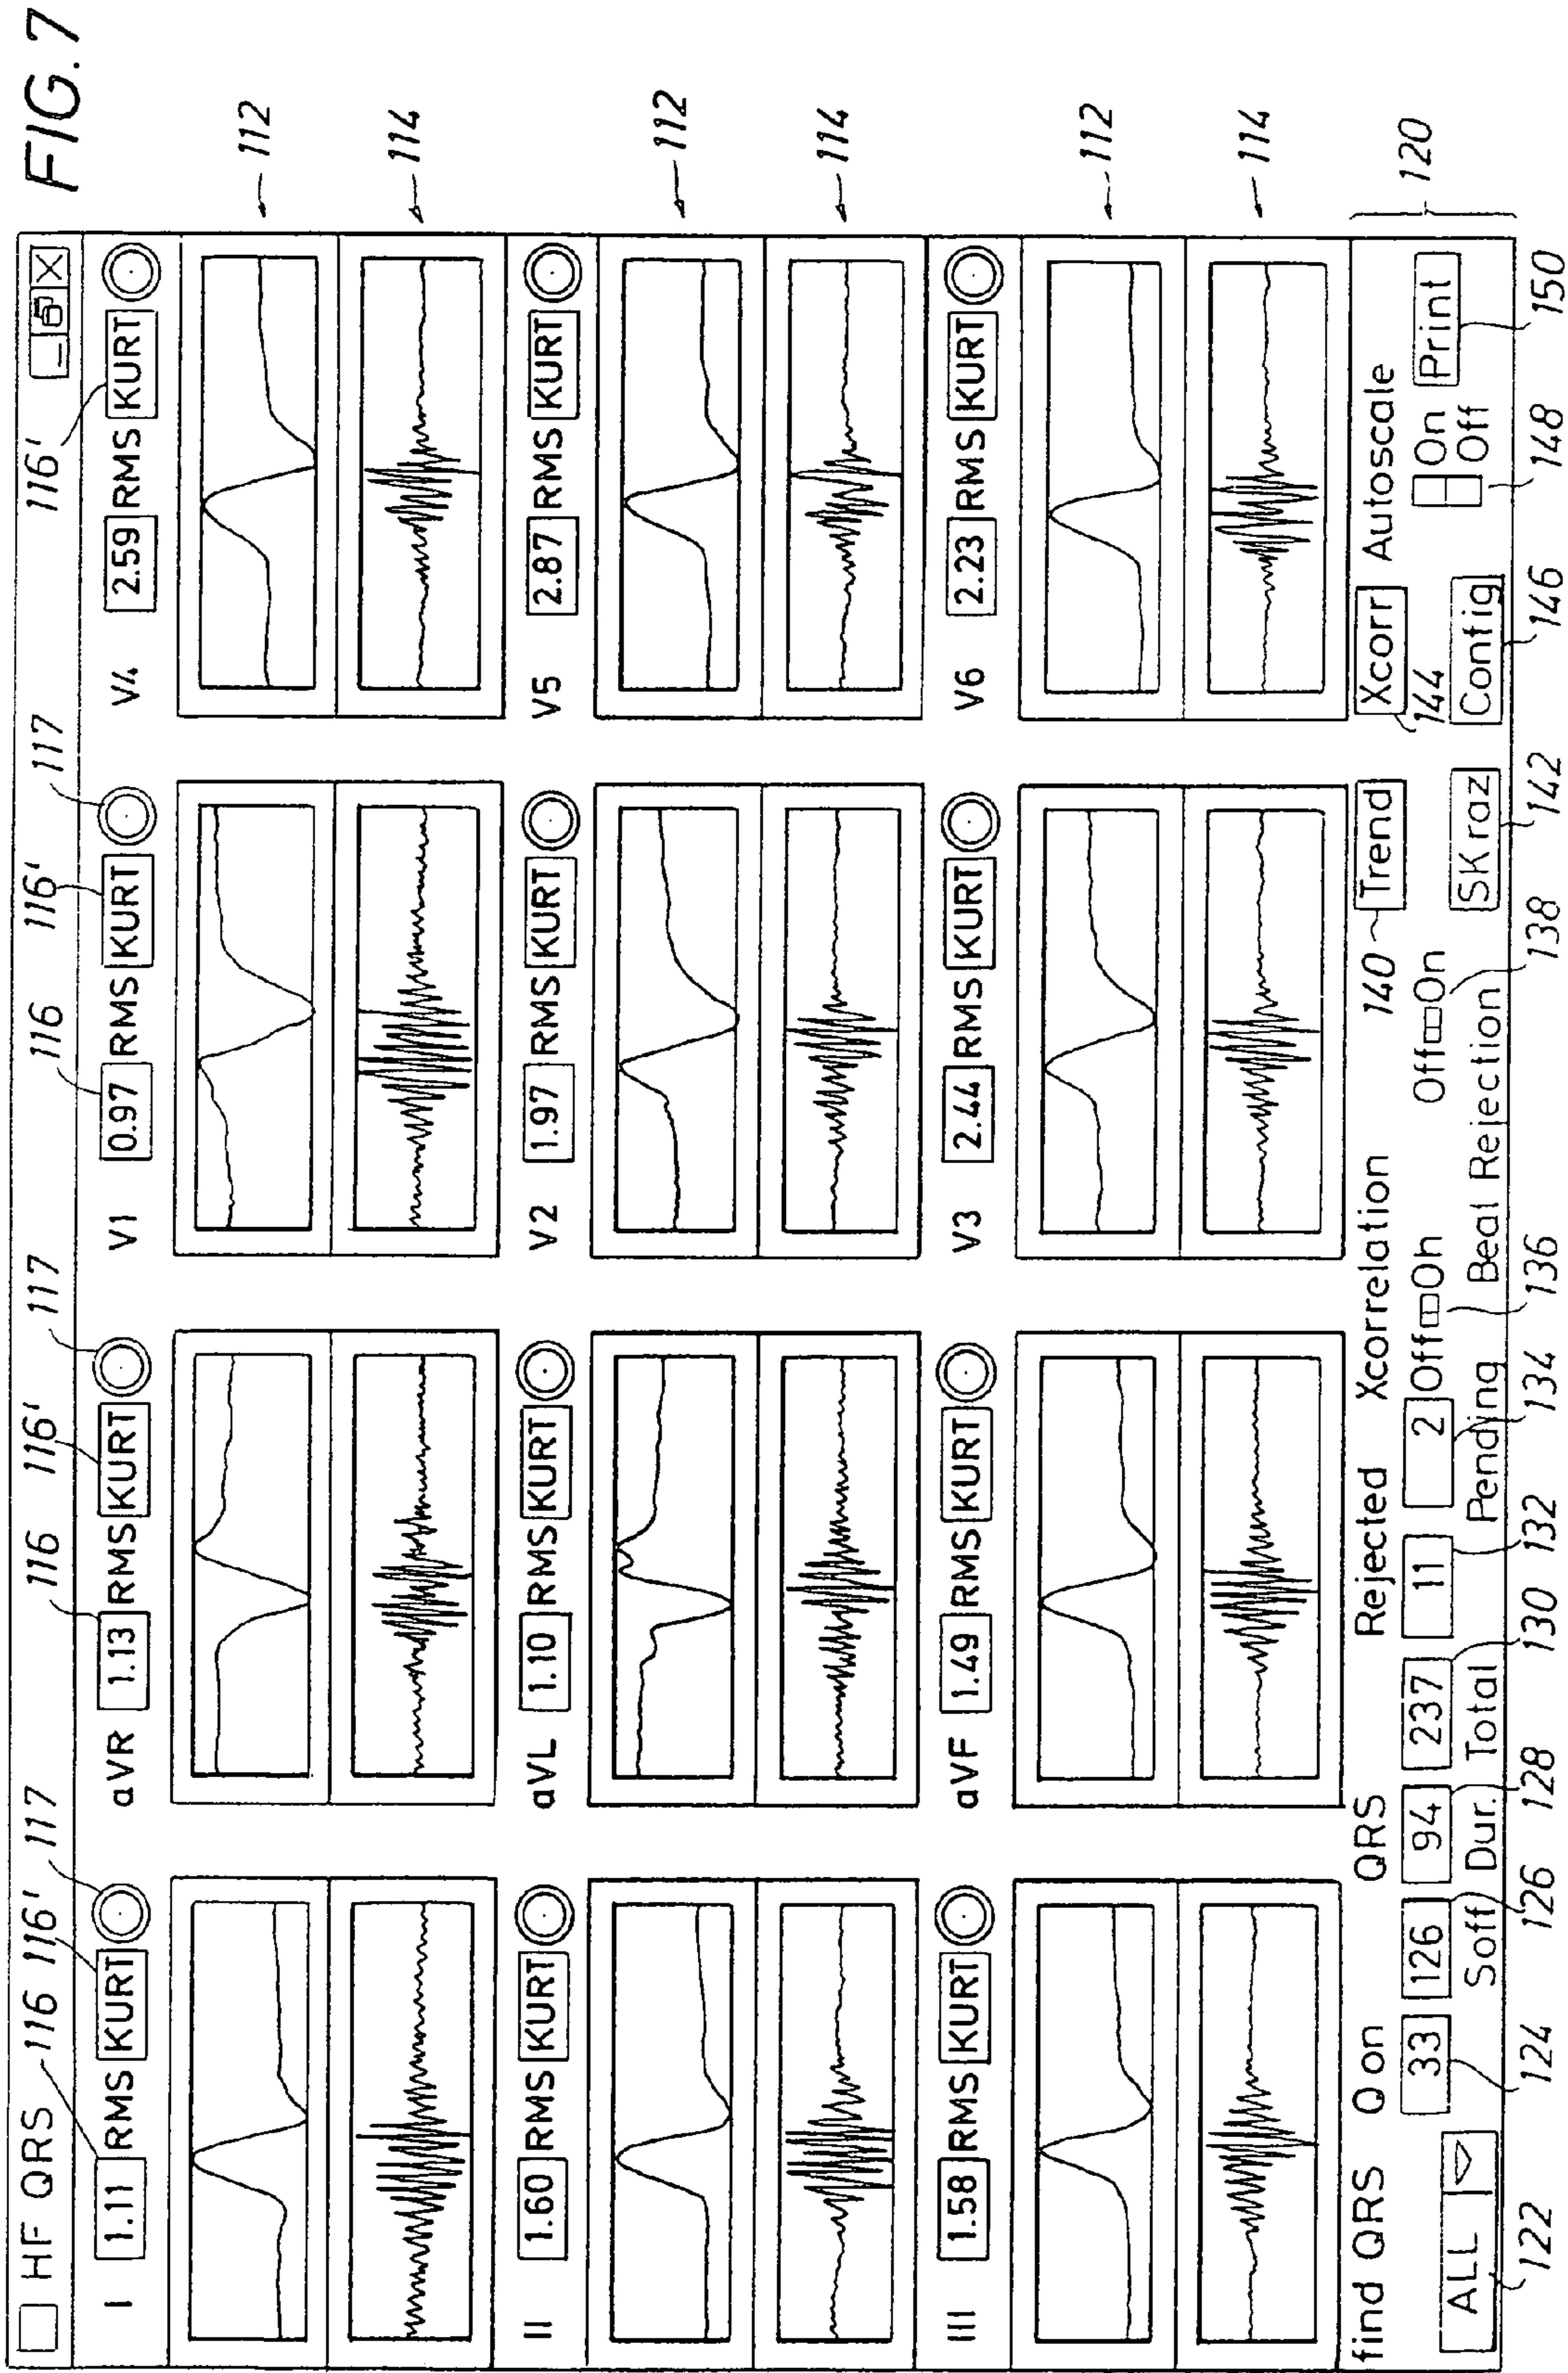 FIG. 7
116 116' 117 116 116' 117 116 116' 117 116'
HF QRS
I 1.11 RMS KURT aVR 1.13 RMS KURT V1 0.97 RMS KURT V4 2.59 RMS KURT
112
114
II 1.60 RMS KURT aVL 1.10 RMS KURT V2 1.97 RMS KURT V5 2.87 RMS KURT
112
114
III 1.58 RMS KURT aVF 1.49 RMS KURT V3 2.44 RMS KURT V6 2.23 RMS KURT
112
114
find QRS Q on QRS Rejected Xcorrelation 140 Trend Xcorr Autoscale
120
33 126 94 237 11 2 Off On Off On 144 On Print
ALL Soff Dur. Total Pending Beal Rejection SK raz Config Off
122 124 126 128 130 132 134 136 138 142 146 148 150